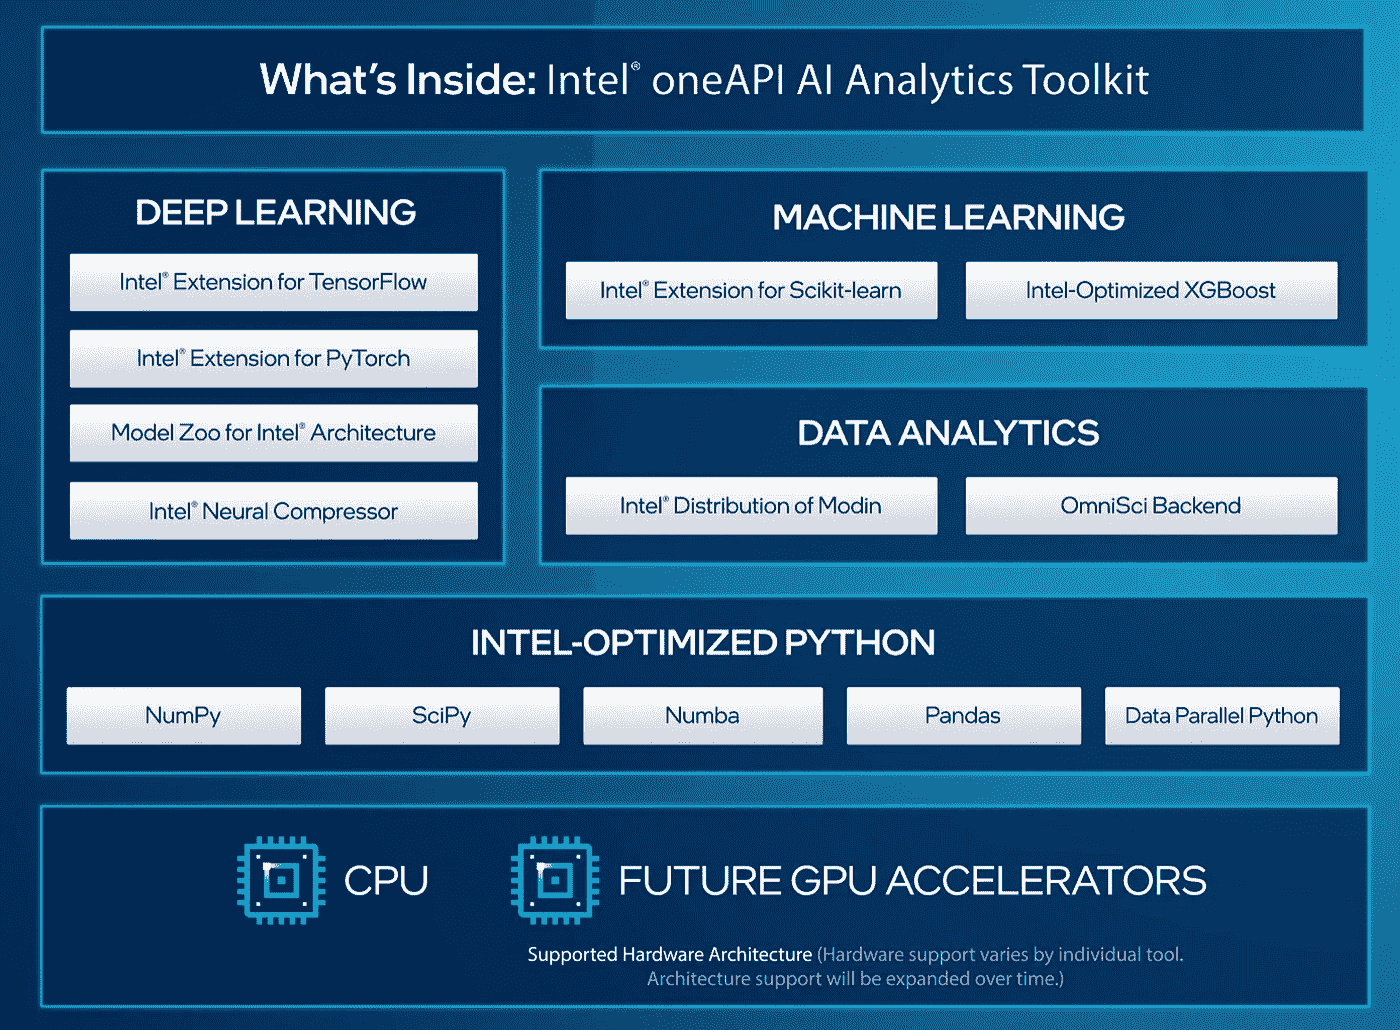 What's Inside: Intel® oneAPI AI Analytics Toolkit
DEEP LEARNING
Intel® Extension for TensorFlow
Intel® Extension for PyTorch
Model Zoo for Intel® Architecture
Intel® Neural Compressor
MACHINE LEARNING
Intel® Extension for Scikit-learn
Intel-Optimized XGBoost
DATA ANALYTICS
Intel® Distribution of Modin
OmniSci Backend
INTEL-OPTIMIZED PYTHON
NumPy
SciPy
Numba
Pandas
Data Parallel Python
CPU
FUTURE GPU ACCELERATORS
Supported Hardware Architecture (Hardware support varies by individual tool.
Architecture support will be expanded over time.)